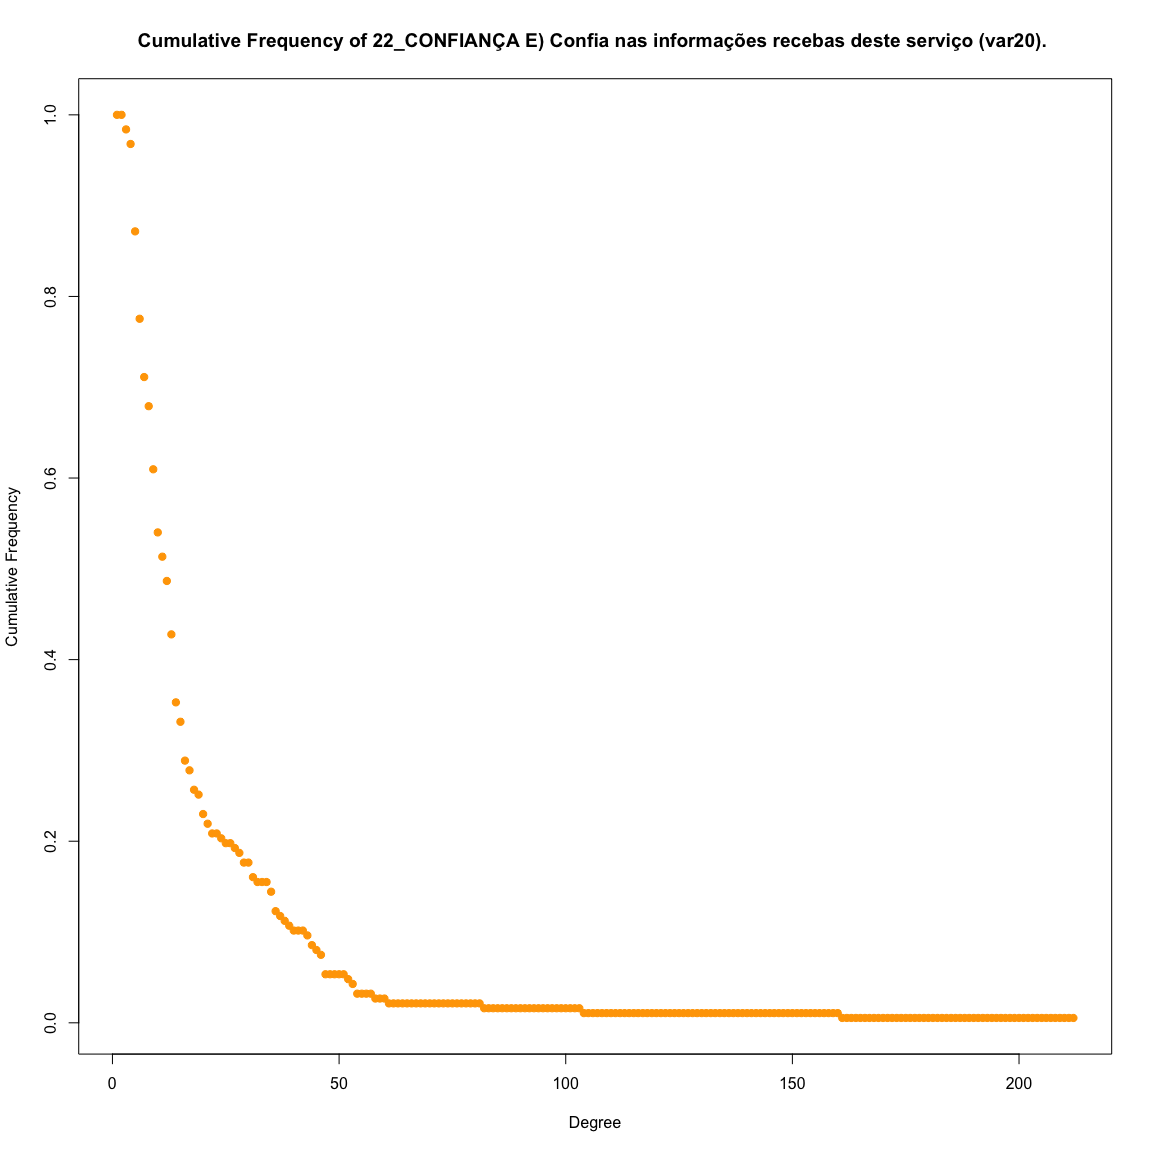 Cumulative Frequency of 22_CONFIANÇA E) Confia nas informações recebas deste serviço (var20).
Cumulative Frequency
1.0
0.8
0.6
0.4
0.2
0.0
0 50 100 150 200
Degree